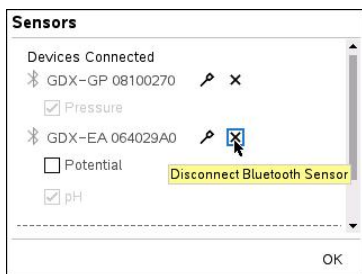 Sensors
Devices Connected
GDX-GP 08100270
Pressure
GDX-EA 064029A0
Potential
Disconnect Bluetooth Sensor
pH
OK